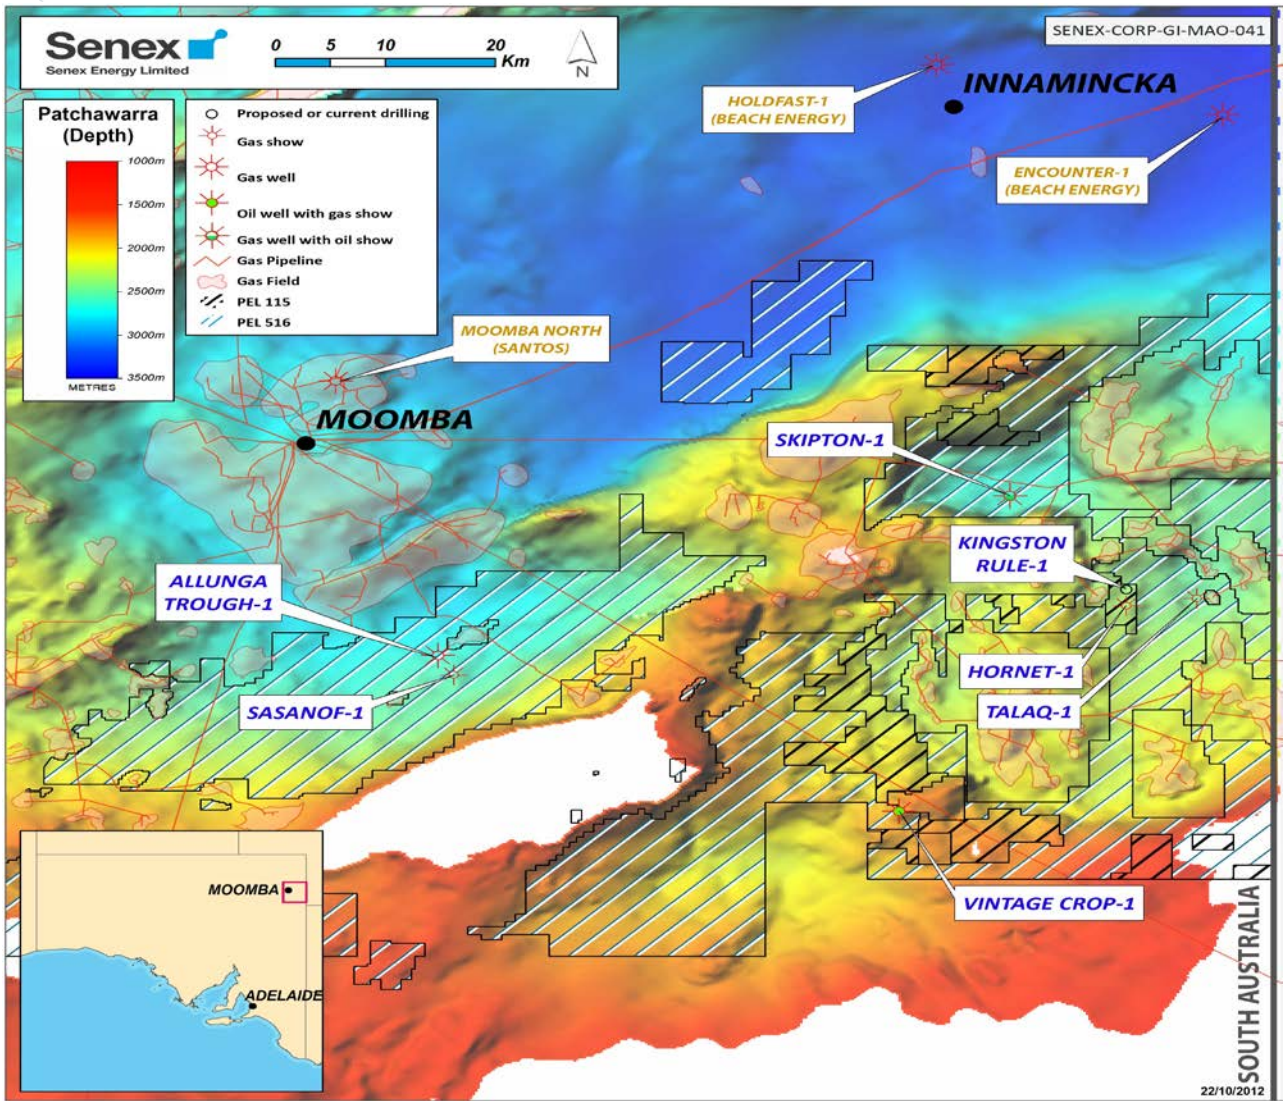 Senex
Senex Energy Limited
0 5 10 20
Km
N
SENEX-CORP-GI-MAO-041
Patchawarra
(Depth)
1000m
1500m
2000m
2500m
3000m
3500m
METRES
Proposed or current drilling
Gas show
Gas well
Oil well with gas show
Gas well with oil show
Gas Pipeline
Gas Field
PEL 115
PEL 516
HOLDFAST-1
(BEACH ENERGY)
INNAMINCKA
ENCOUNTER-1
(BEACH ENERGY)
MOOMBA NORTH
(SANTOS)
MOOMBA
SKIPTON-1
KINGSTON
RULE-1
ALLUNGA
TROUGH-1
HORNET-1
SASANOF-1
TALAQ-1
VINTAGE CROP-1
MOOMBA
ADELAIDE
SOUTH AUSTRALIA
22/10/2012